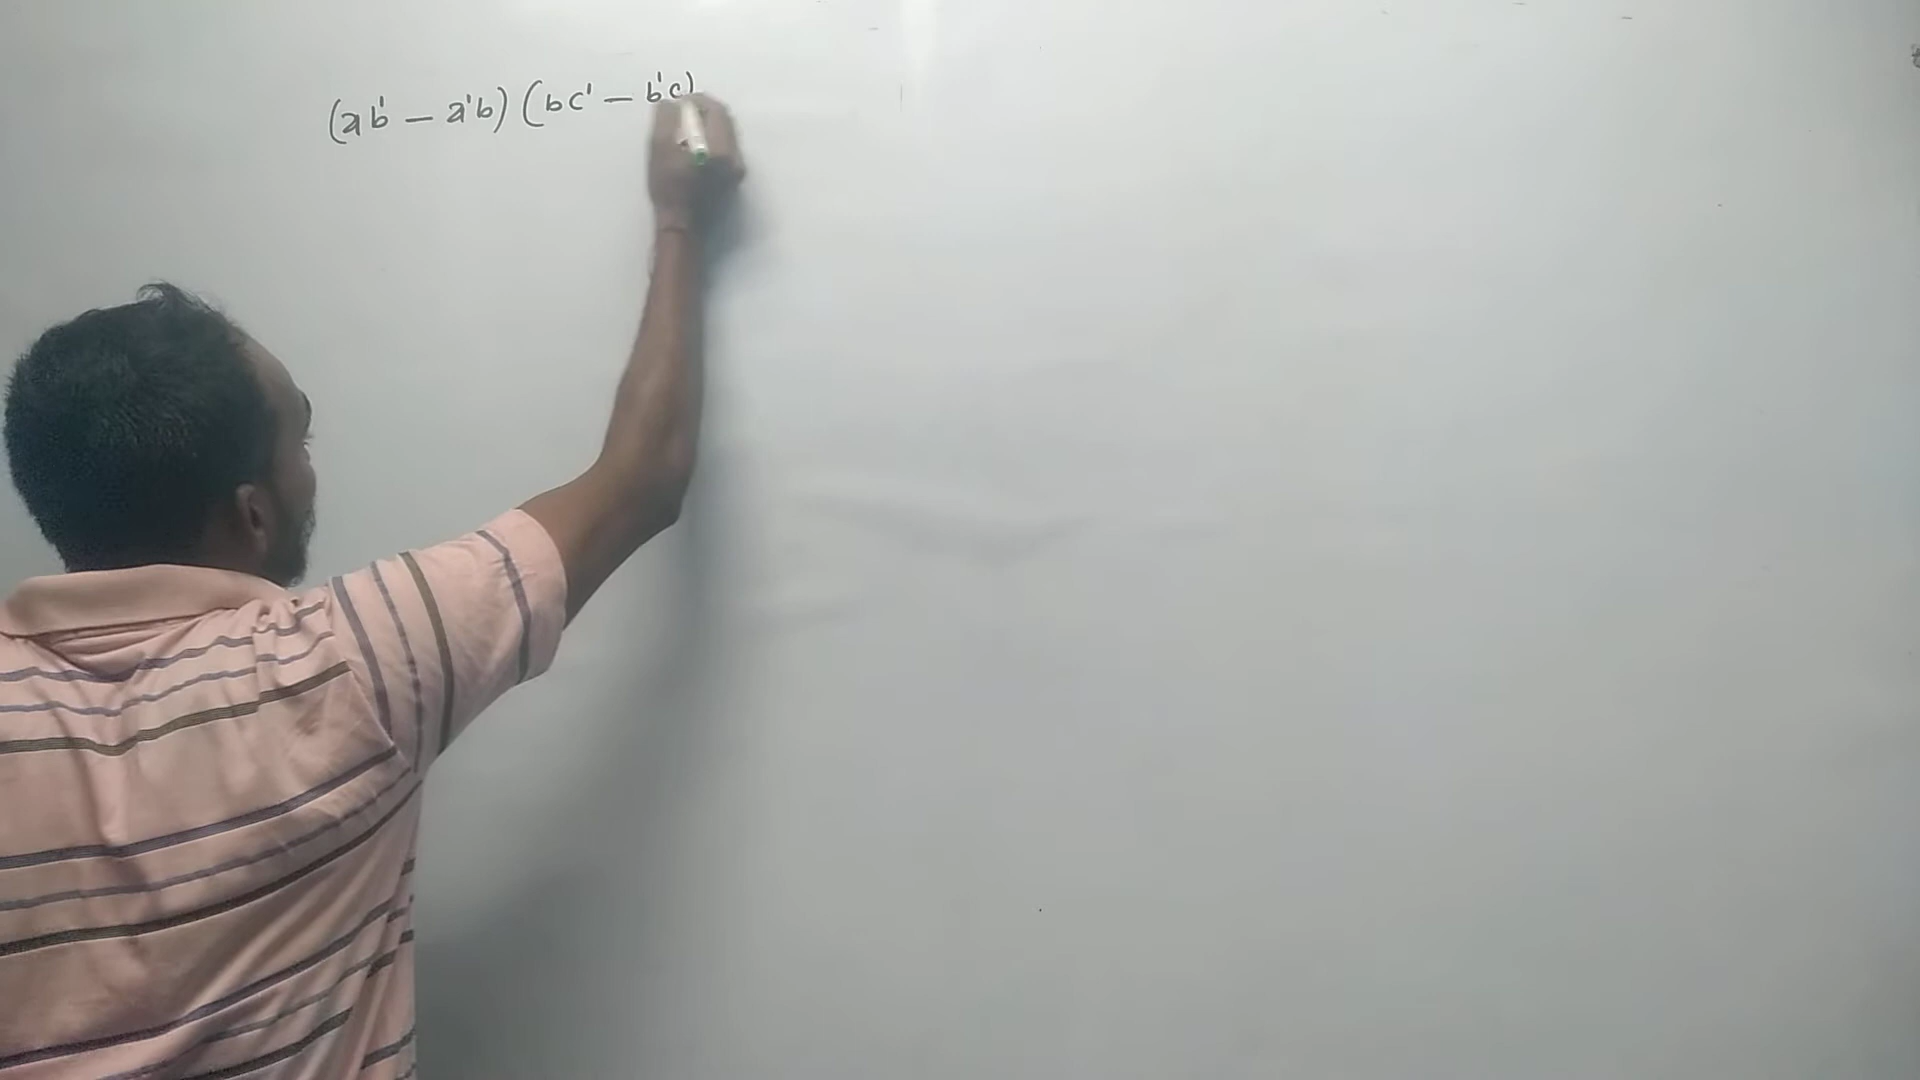 (ab' — a'b) (bc' — b'c)